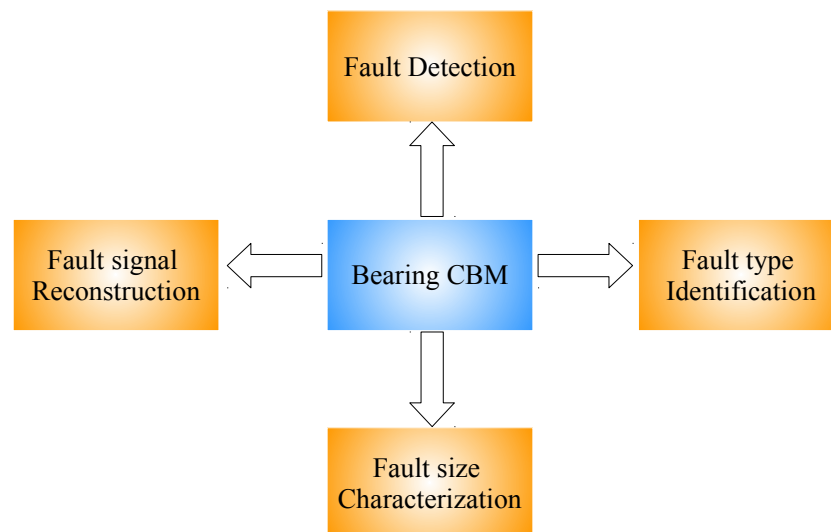 Fault Detection
Fault signal
Reconstruction
Bearing CBM
Fault type
Identification
Fault size
Characterization